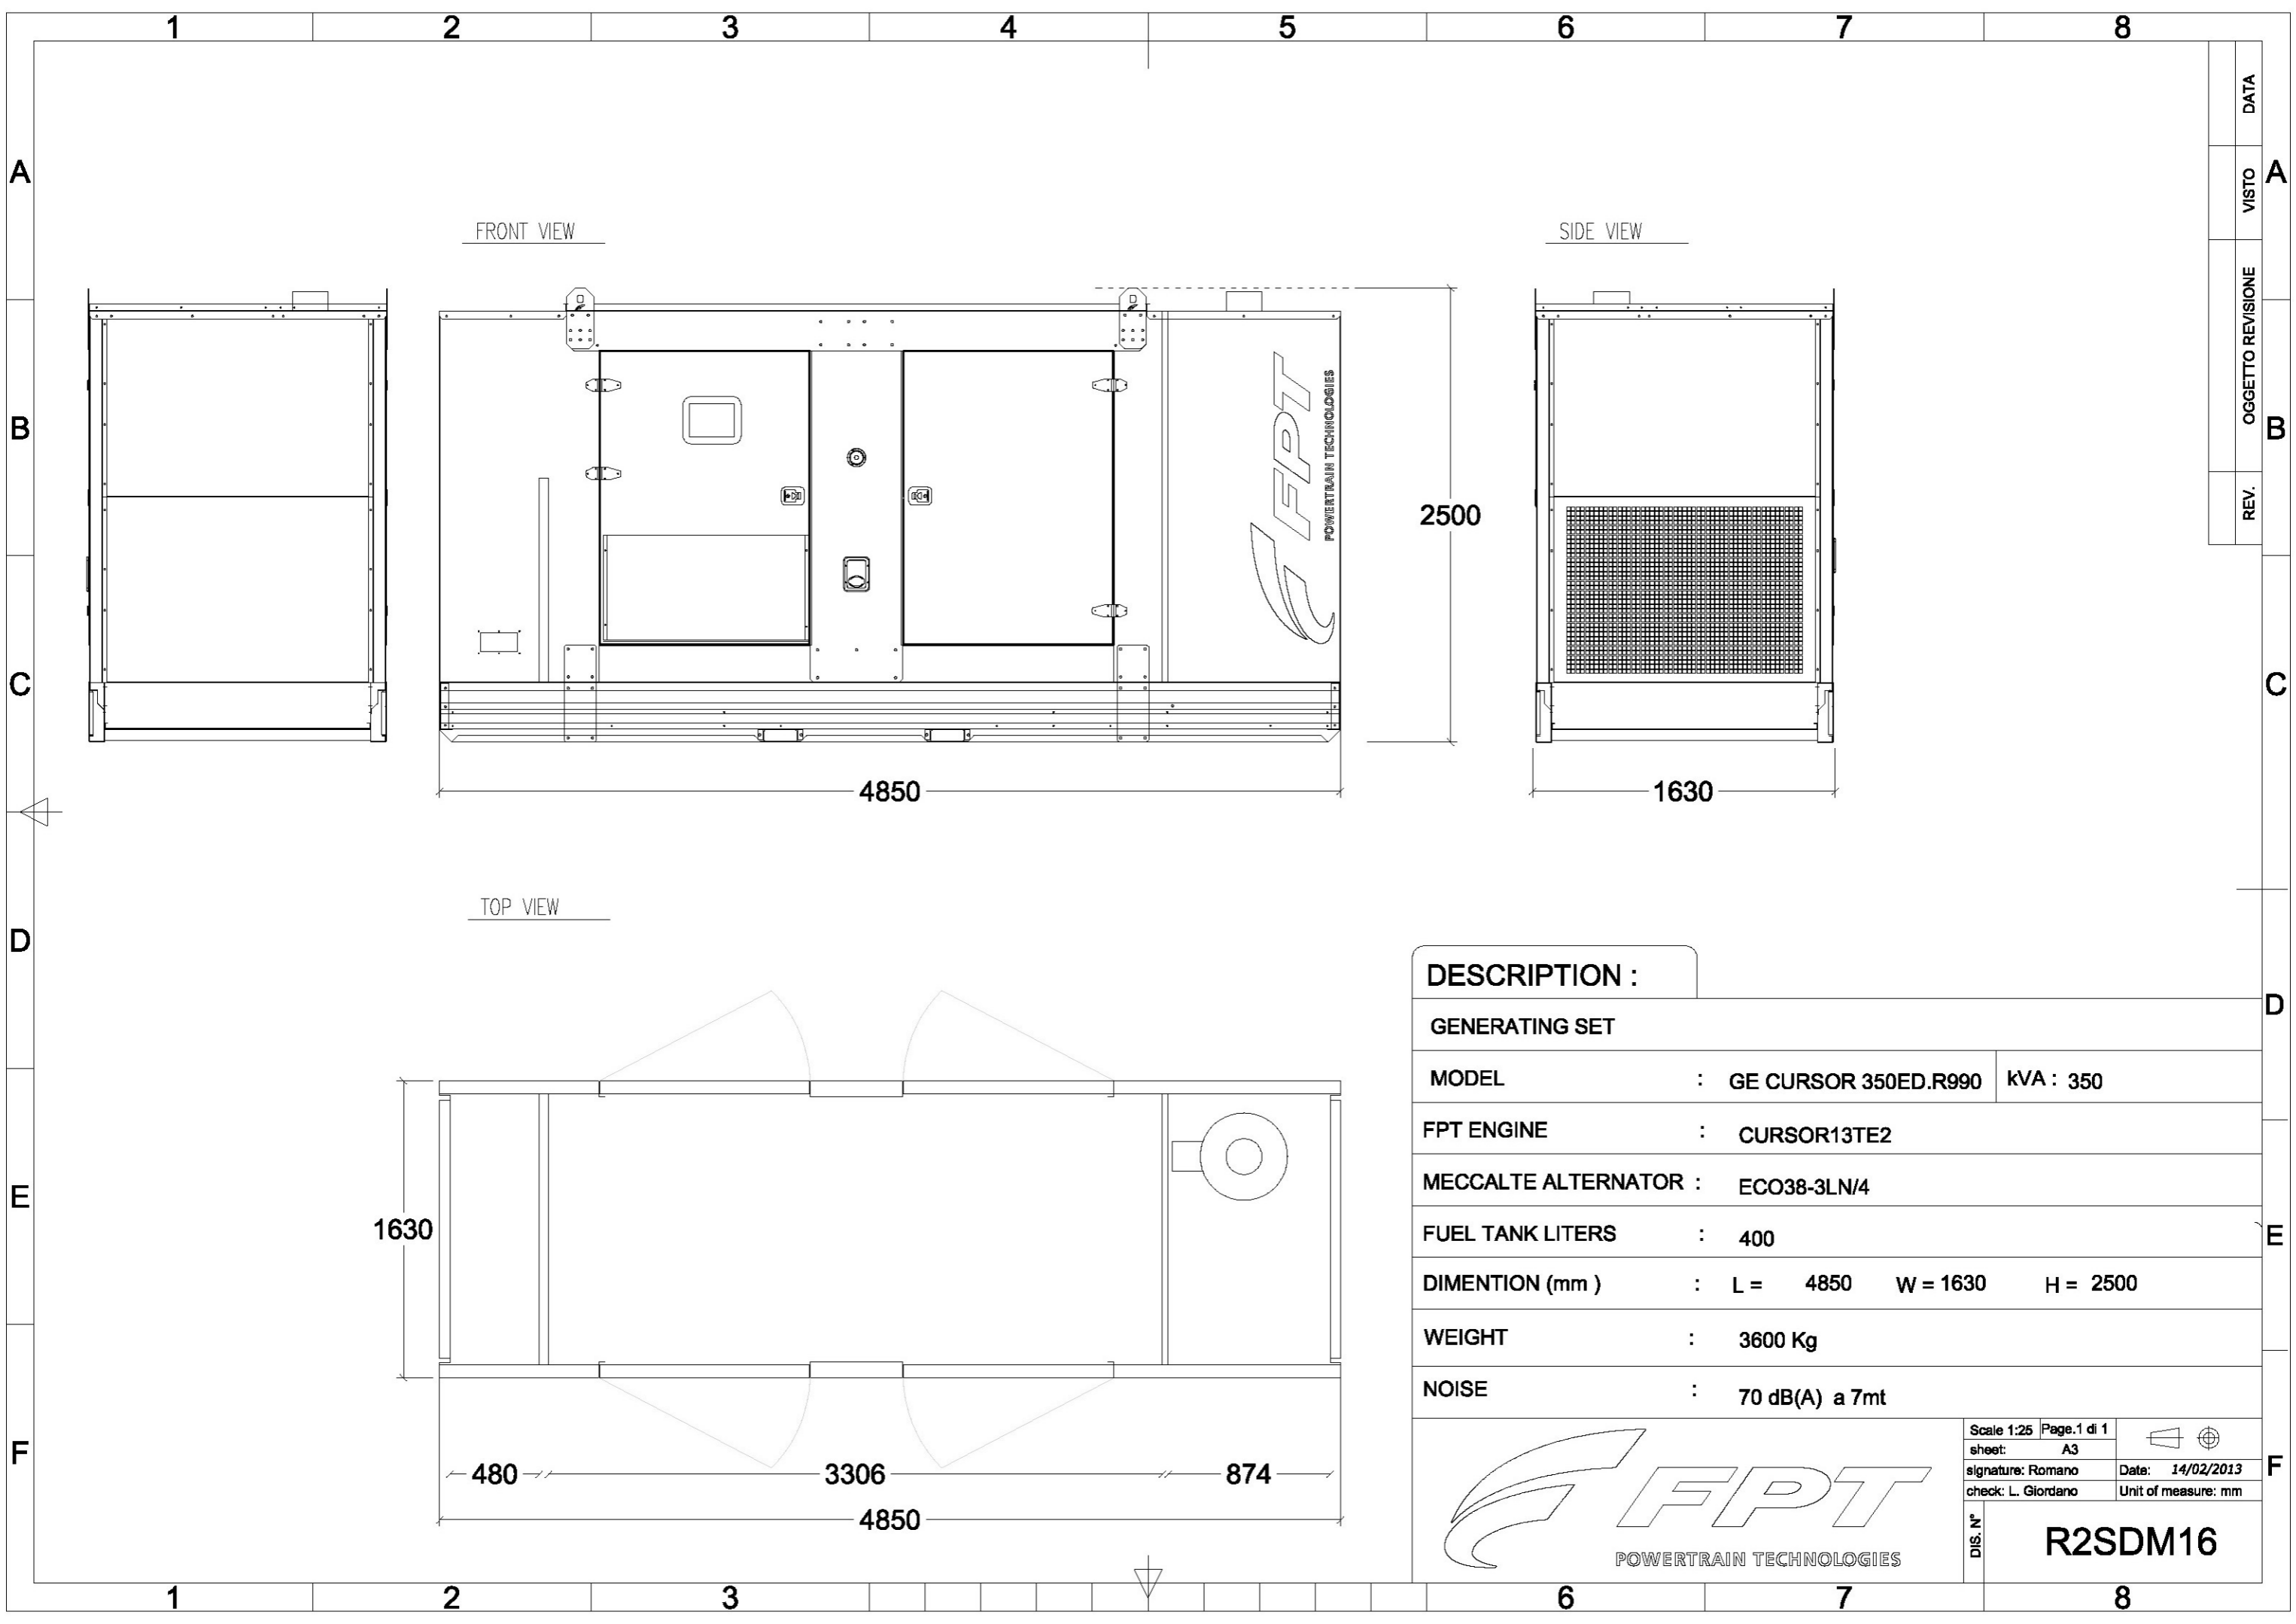 1 2 3 4 5 6 7 8
DATA
VISTO
OGGETTO REVISIONE
REV.
A A
B B
C C
D D
E E
F F
FRONT VIEW
SIDE VIEW
FPT
POWERTRAIN TECHNOLOGIES
2500
4850
1630
TOP VIEW
1630
480 3306 874
4850
DESCRIPTION :
GENERATING SET
MODEL : GE CURSOR 350ED.R990 kVA : 350
FPT ENGINE : CURSOR13TE2
MECCALTE ALTERNATOR : ECO38-3LN/4
FUEL TANK LITERS : 400
DIMENTION (mm ) : L = 4850 W = 1630 H = 2500
WEIGHT : 3600 Kg
NOISE : 70 dB(A) a 7mt
FPT
POWERTRAIN TECHNOLOGIES
Scale 1:25 Page.1 di 1
sheet: A3
signature: Romano Date: 14/02/2013
check: L. Giordano Unit of measure: mm
DIS. N° R2SDM16
1 2 3 6 7 8